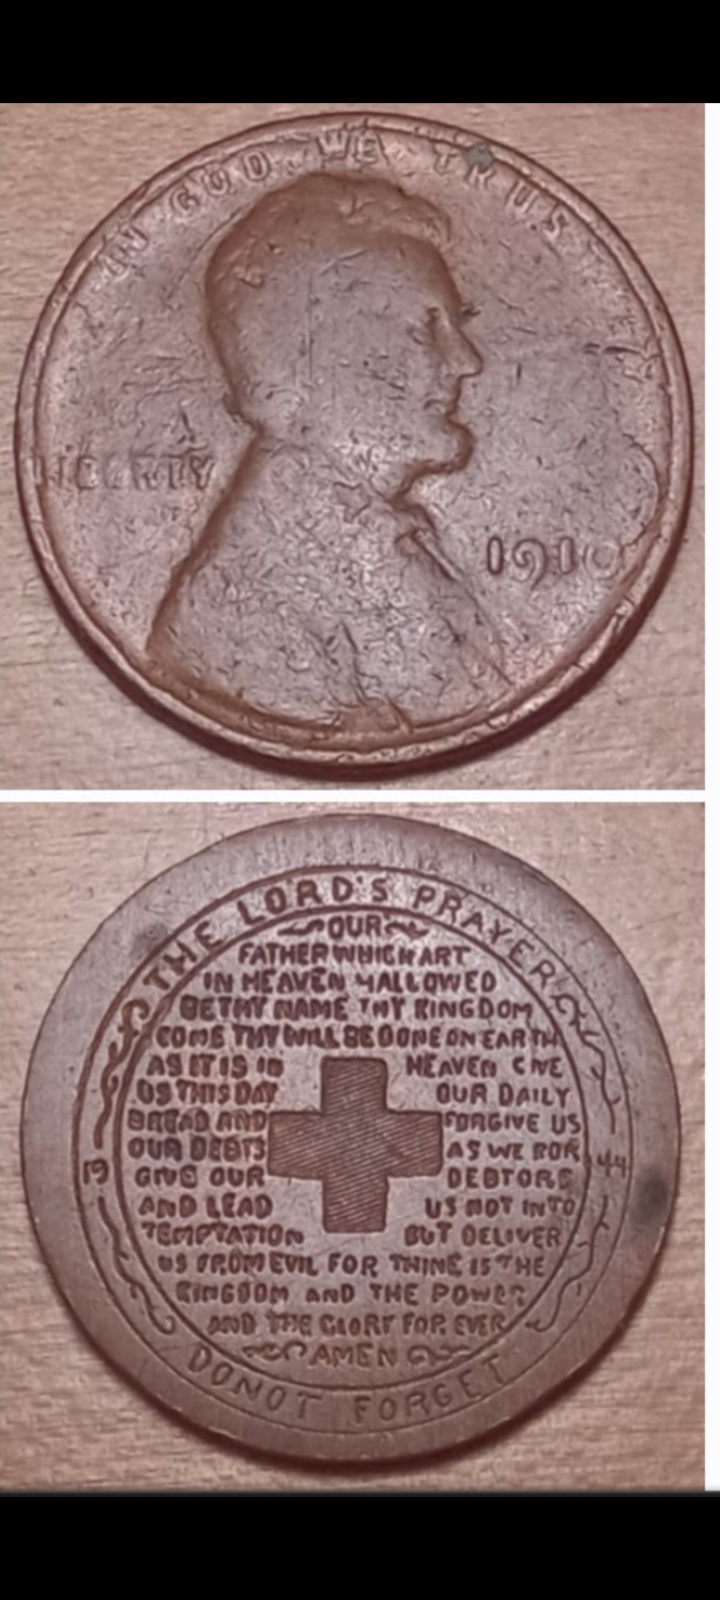 IN GOD WE TRUST
LIBERTY
1910
THE LORD'S PRAYER
OUR
FATHER WHICH ART
IN HEAVEN HALLOWED
BE THY NAME THY KINGDOM
COME THY WILL BE DONE ON EARTH
AS IT IS IN HEAVEN GIVE
US THIS DAY OUR DAILY
BREAD AND FORGIVE US
OUR DEBTS AS WE FOR
19 44
GIVE OUR DEBTORS
AND LEAD US NOT INTO
TEMPTATION BUT DELIVER
US FROM EVIL FOR THINE IS THE
KINGDOM AND THE POWER
AND THE GLORY FOR EVER
AMEN
DO NOT FORGET